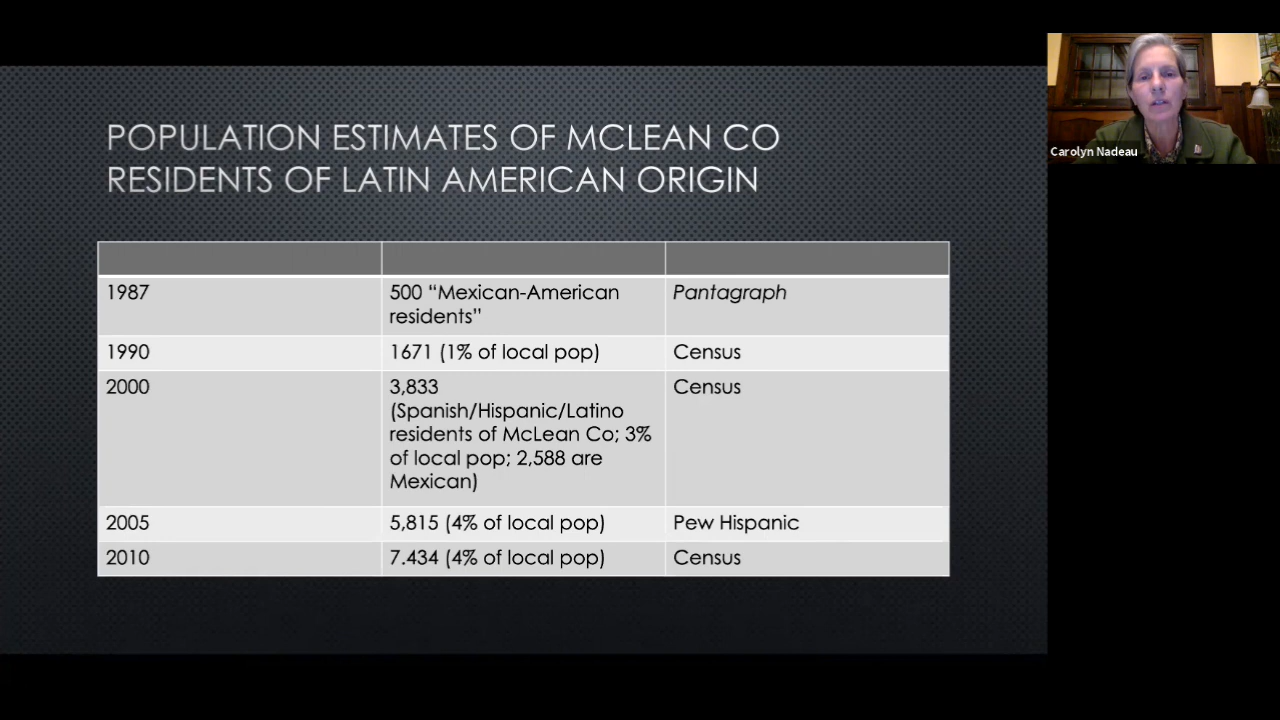 POPULATION ESTIMATES OF MCLEAN CO
RESIDENTS OF LATIN AMERICAN ORIGIN
Carolyn Nadeau
1987
500 “Mexican-American
residents”
Pantagraph
1990
1671 (1% of local pop)
Census
2000
3,833
(Spanish/Hispanic/Latino
residents of McLean Co; 3%
of local pop; 2,588 are
Mexican)
Census
2005
5,815 (4% of local pop)
Pew Hispanic
2010
7.434 (4% of local pop)
Census